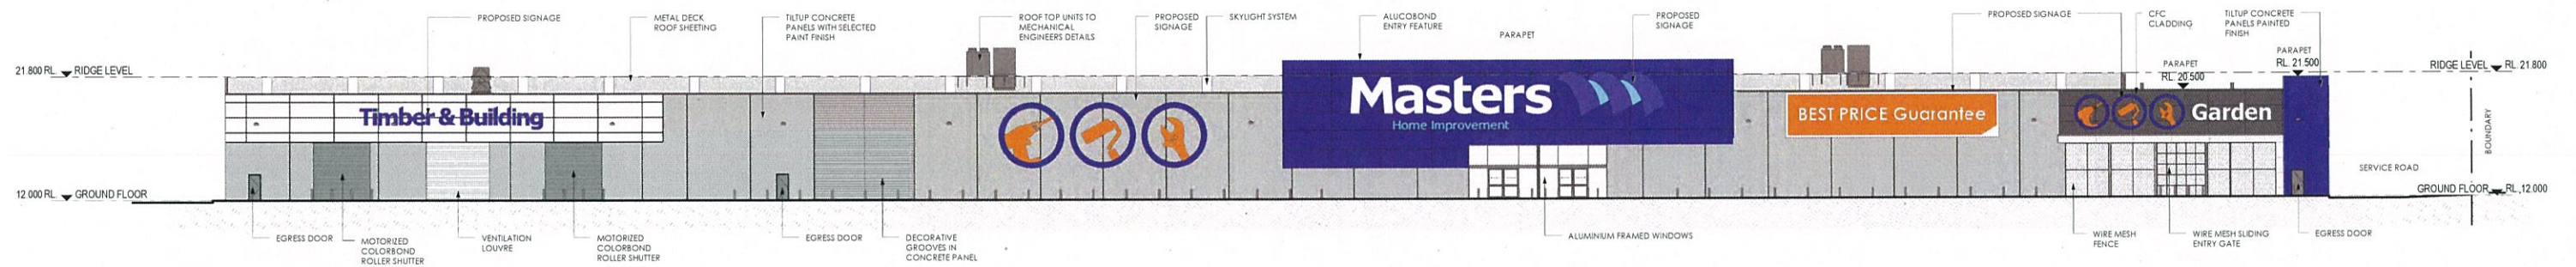 PROPOSED SIGNAGE
METAL DECK
ROOF SHEETING
TILTUP CONCRETE
PANELS WITH SELECTED
PAINT FINISH
ROOF TOP UNITS TO
MECHANICAL
ENGINEERS DETAILS
PROPOSED
SIGNAGE
SKYLIGHT SYSTEM
ALUCOBOND
ENTRY FEATURE
PARAPET
PROPOSED
SIGNAGE
PROPOSED SIGNAGE
CFC
CLADDING
TILTUP CONCRETE
PANELS PAINTED
FINISH
PARAPET
RL. 21.500
PARAPET
RL. 20.500
21.800 RL. RIDGE LEVEL
RIDGE LEVEL RL. 21.800
Timber & Building
Masters
Home Improvement
BEST PRICE Guarantee
Garden
BOUNDARY
SERVICE ROAD
12.000 RL. GROUND FLOOR
GROUND FLOOR RL. 12.000
EGRESS DOOR
MOTORIZED
COLORBOND
ROLLER SHUTTER
VENTILATION
LOUVRE
MOTORIZED
COLORBOND
ROLLER SHUTTER
EGRESS DOOR
DECORATIVE
GROOVES IN
CONCRETE PANEL
ALUMINIUM FRAMED WINDOWS
WIRE MESH
FENCE
WIRE MESH SLIDING
ENTRY GATE
EGRESS DOOR